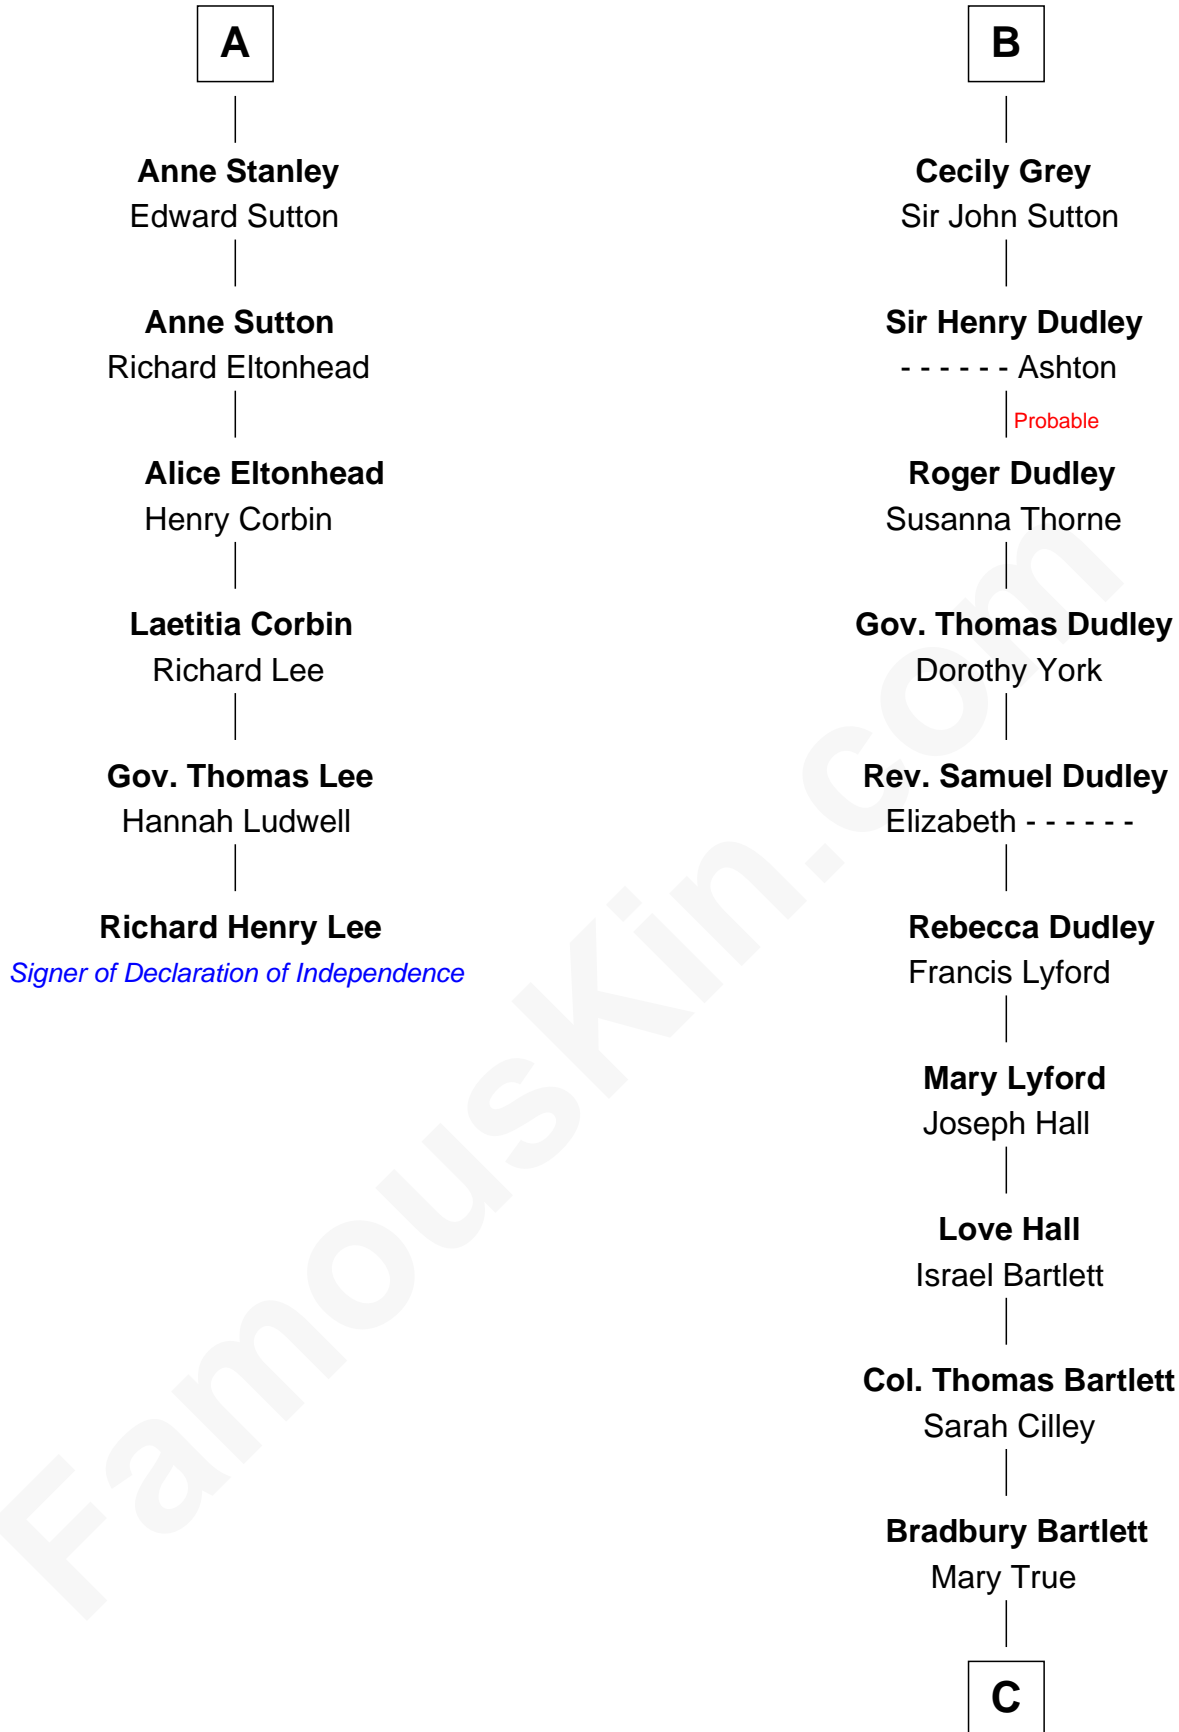 A
Anne Stanley
Edward Sutton
Anne Sutton
Richard Eltonhead
Alice Eltonhead
Henry Corbin
Laetitia Corbin
Richard Lee
Gov. Thomas Lee
Hannah Ludwell
Richard Henry Lee
Signer of Declaration of Independence
B
Cecily Grey
Sir John Sutton
Sir Henry Dudley
- - - - - - Ashton
Probable
Roger Dudley
Susanna Thorne
Gov. Thomas Dudley
Dorothy York
Rev. Samuel Dudley
Elizabeth - - - - - -
Rebecca Dudley
Francis Lyford
Mary Lyford
Joseph Hall
Love Hall
Israel Bartlett
Col. Thomas Bartlett
Sarah Cilley
Bradbury Bartlett
Mary True
C
FamousKin.com